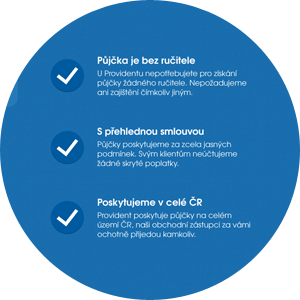 Půjčka je bez ručitele
U Providentu nepotřebujete pro získání
půjčky žádného ručitele. Nepožadujeme
ani zajištění čímkoliv jiným.
S přehlednou smlouvou
Půjčky poskytujeme za zcela jasných
podmínek. Svým klientům neúčtujeme
žádné skryté poplatky.
Poskytujeme v celé ČR
Provident poskytuje půjčky na celém
území ČR, naši obchodní zástupci za vámi
ochotně přijedou kamkoliv.